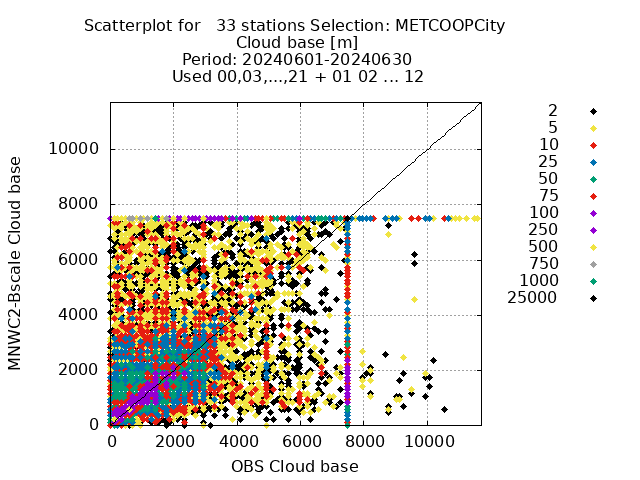 Scatterplot for 33 stations Selection: METCOOPCity
Cloud base [m]
Period: 20240601-20240630
Used 00,03,...,21 + 01 02 ... 12
MNWC2-Bscale Cloud base
10000
8000
6000
4000
2000
0
0 2000 4000 6000 8000 10000
OBS Cloud base
2
5
10
25
50
75
100
250
500
750
1000
25000